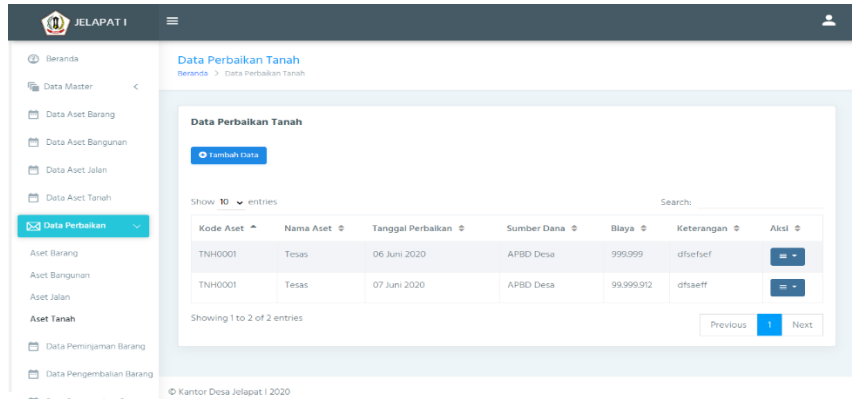 JELAPAT I
Beranda
Data Master
Data Aset Barang
Data Aset Bangunan
Data Aset Jalan
Data Aset Tanah
Data Perbaikan
Aset Barang
Aset Bangunan
Aset Jalan
Aset Tanah
Data Peminjaman Barang
Data Pengembalian Barang
Data Perbaikan Tanah
Beranda > Data Perbaikan Tanah
Data Perbaikan Tanah
Tambah Data
Show 10 entries Search:
Kode Aset Nama Aset Tanggal Perbaikan Sumber Dana Biaya Keterangan Aksi
TNH0001 Tesas 06 Juni 2020 APBD Desa 999.999 dfsefsef
TNH0001 Tesas 07 Juni 2020 APBD Desa 99.999.912 dfsaeff
Showing 1 to 2 of 2 entries Previous 1 Next
© Kantor Desa Jelapat I 2020